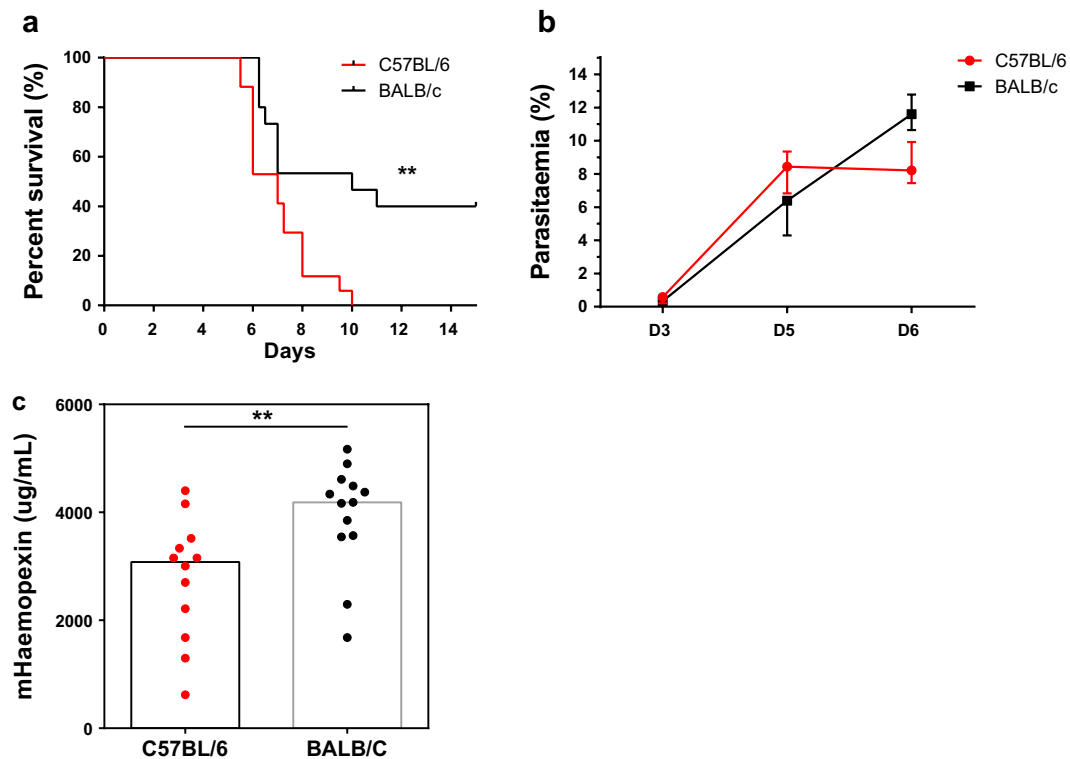 a
Percent survival (%)
100
80
60
40
20
0
0 2 4 6 8 10 12 14
Days
C57BL/6
BALB/c
**
b
Parasitaemia (%)
14
12
10
8
6
4
2
0
D3 D5 D6
C57BL/6
BALB/c
c
mHaemopexin (ug/mL)
6000
4000
2000
0
**
C57BL/6 BALB/C